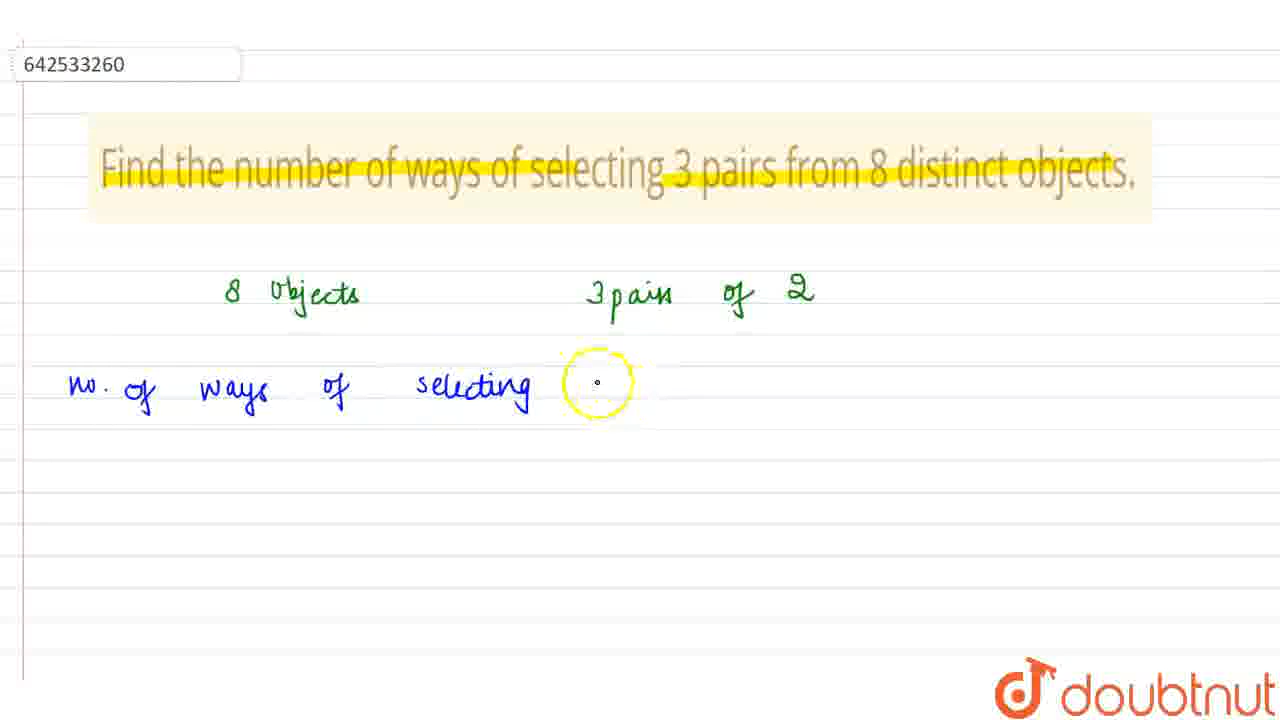 642533260
Find the number of ways of selecting 3 pairs from 8 distinct objects.
8 Objects 3 pairs of 2
no. of ways of selecting
doubtnut